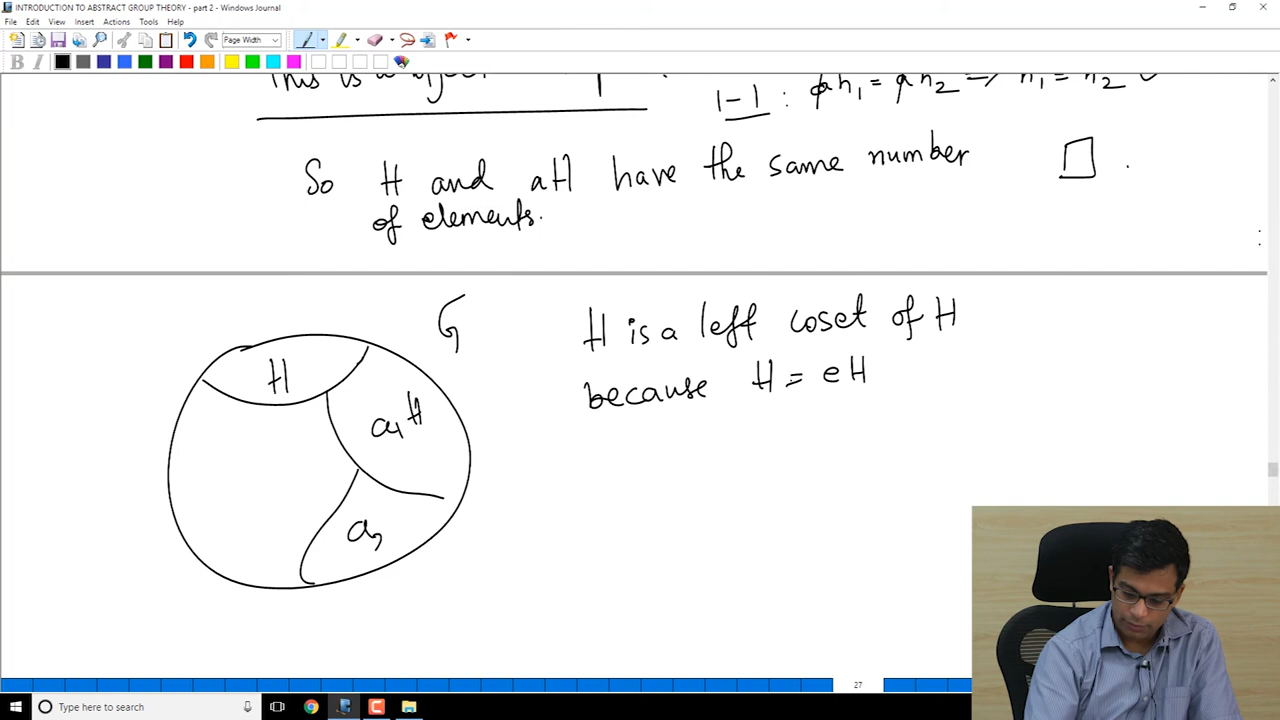 INTRODUCTION TO ABSTRACT GROUP THEORY - part 2 - Windows Journal
File Edit View Insert Actions Tools Help
Page Width
B I
This is a
1-1 : ah₁ = ah₂ => h₁ = h₂
So H and aH have the same number
of elements.
G
H is a left coset of H
because H = eH
H
a₁H
a₂
27
Type here to search